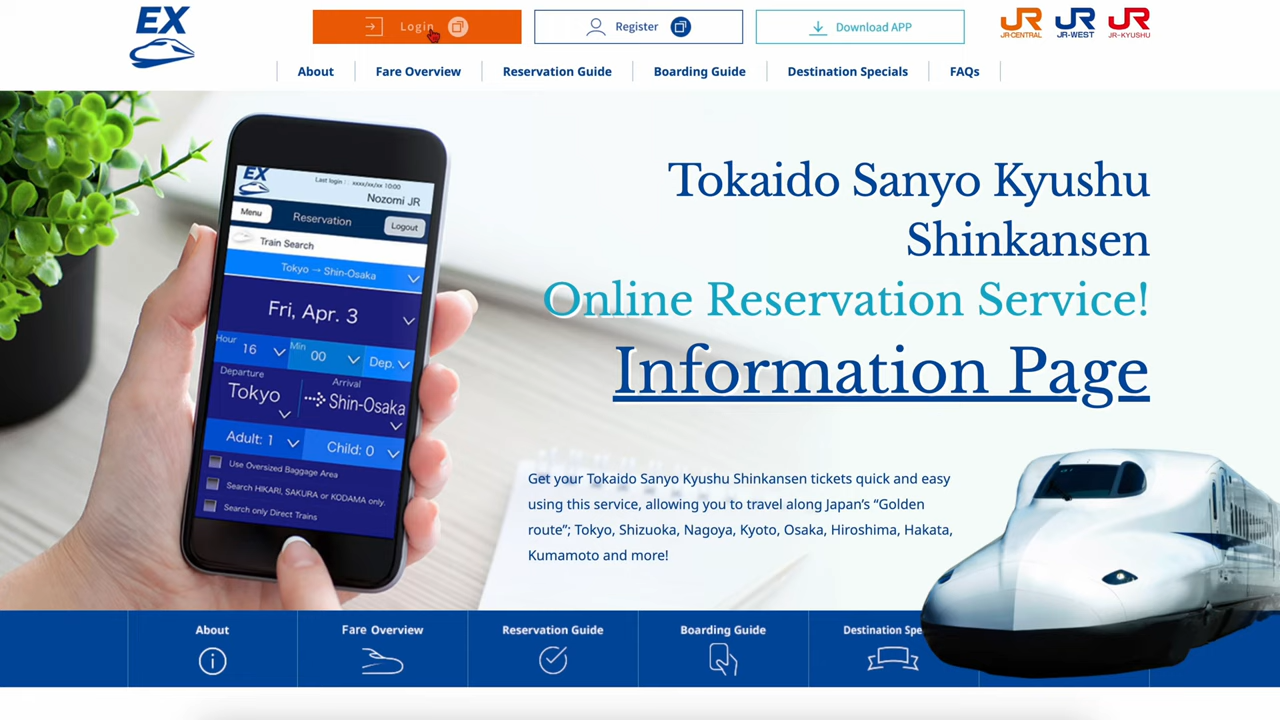 EX
Login
Register
Download APP
JR JR JR
JR-CENTRAL JR-WEST JR-KYUSHU
About
Fare Overview
Reservation Guide
Boarding Guide
Destination Specials
FAQs
EX
Last login : xxxx/xx/xx 10:00
Nozomi JR
Menu
Reservation
Logout
Train Search
Tokyo → Shin-Osaka
Fri, Apr. 3
Hour
16
Min
00
Dep.
Departure
Tokyo
Arrival
Shin-Osaka
Adult: 1
Child: 0
Use Oversized Baggage Area
Search HIKARI, SAKURA or KODAMA only.
Search only Direct Trains
Tokaido Sanyo Kyushu
Shinkansen
Online Reservation Service!
Information Page
Get your Tokaido Sanyo Kyushu Shinkansen tickets quick and easy
using this service, allowing you to travel along Japan’s “Golden
route”; Tokyo, Shizuoka, Nagoya, Kyoto, Osaka, Hiroshima, Hakata,
Kumamoto and more!
About
Fare Overview
Reservation Guide
Boarding Guide
Destination Spe